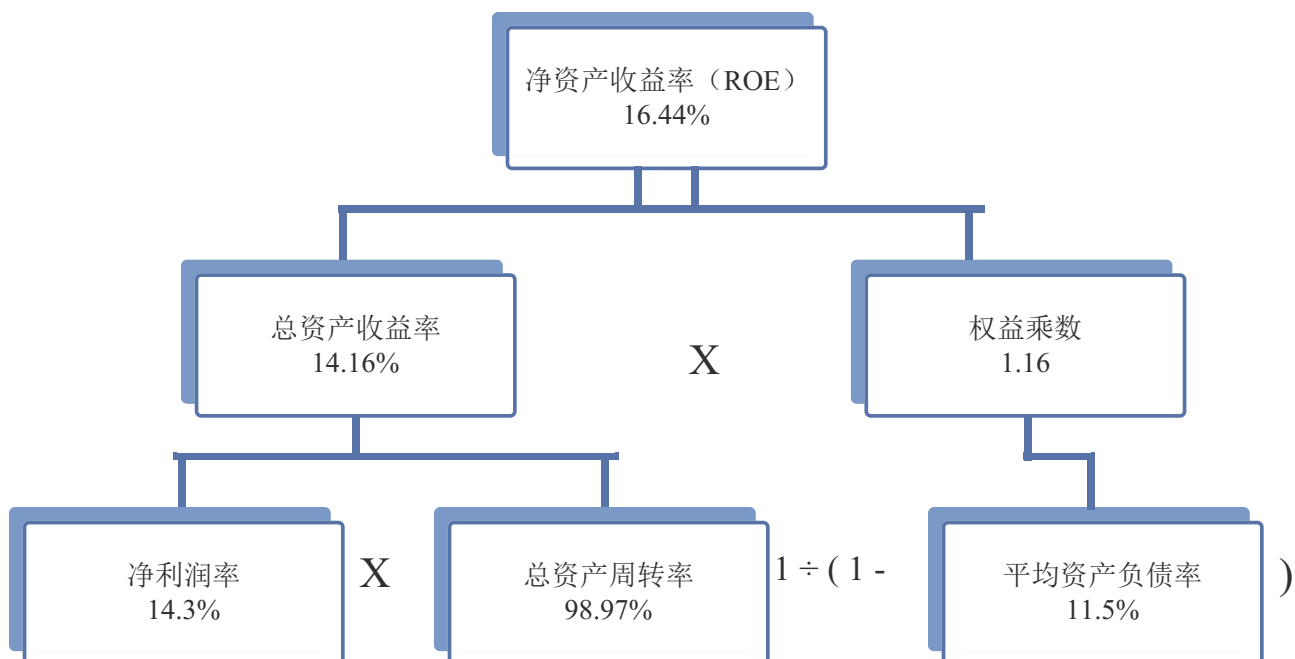 净资产收益率（ROE）
16.44%
总资产收益率
14.16%
X
权益乘数
1.16
净利润率
14.3%
X
总资产周转率
98.97%
1 ÷ ( 1 -
平均资产负债率
11.5%
)